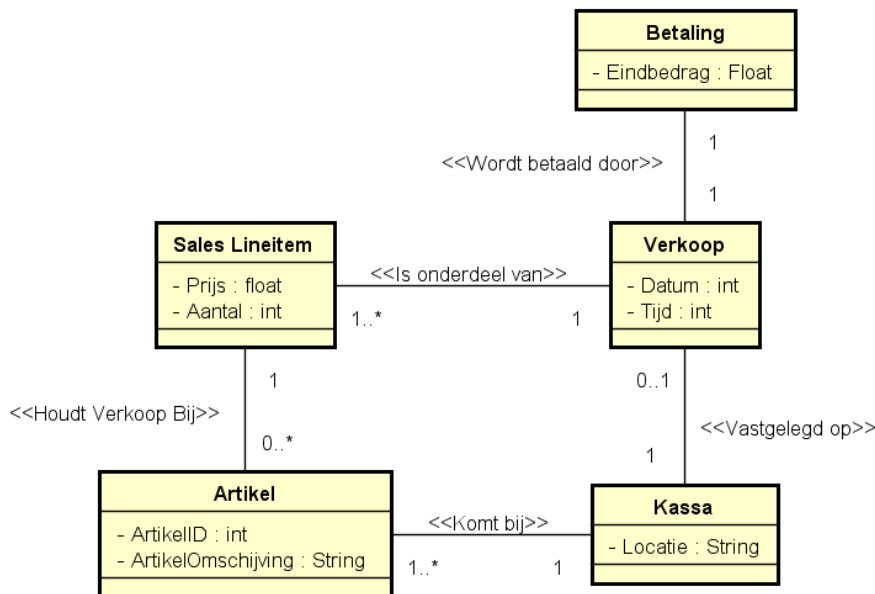 Betaling
- Eindbedrag : Float
1
<<Wordt betaald door>>
1
Sales Lineitem
- Prijs : float
- Aantal : int
<<Is onderdeel van>>
1..*
1
Verkoop
- Datum : int
- Tijd : int
1
<<Houdt Verkoop Bij>>
0..*
0..1
<<Vastgelegd op>>
1
Artikel
- ArtikelID : int
- ArtikelOmschijving : String
<<Komt bij>>
1..*
1
Kassa
- Locatie : String